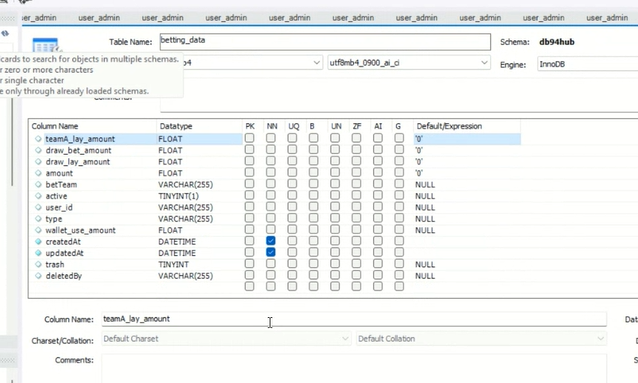 er_admin user_admin user_admin user_admin user_admin user_admin user_admin user_admin user_admin
Table Name: betting_data Schema: db94hub
cards to search for objects in multiple schemas.
r zero or more characters
r single character
e only through already loaded schemas.
b4 utf8mb4_0900_ai_ci Engine: InnoDB
Column Name Datatype PK NN UQ B UN ZF AI G Default/Expression
teamA_lay_amount FLOAT '0'
draw_bet_amount FLOAT '0'
draw_lay_amount FLOAT '0'
amount FLOAT '0'
betTeam VARCHAR(255) NULL
active TINYINT(1) NULL
user_id VARCHAR(255) NULL
type VARCHAR(255) NULL
wallet_use_amount FLOAT NULL
createdAt DATETIME
updatedAt DATETIME
trash TINYINT NULL
deletedBy VARCHAR(255) NULL
Column Name: teamA_lay_amount Data
Charset/Collation: Default Charset Default Collation
Comments: